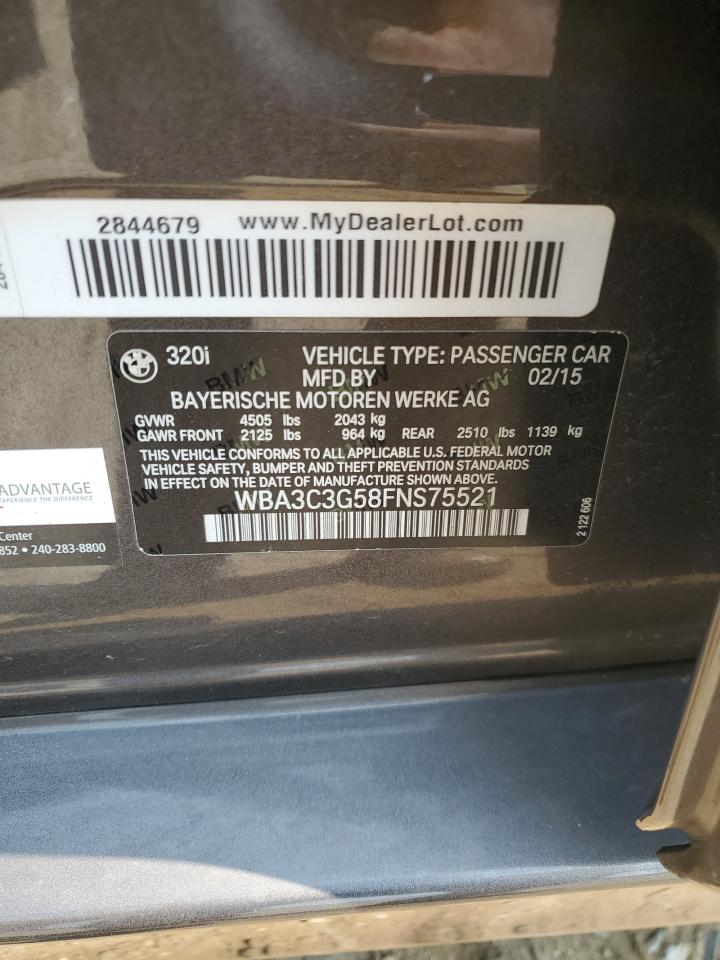 2844679 www.MyDealerLot.com
320i VEHICLE TYPE: PASSENGER CAR
MFD BY 02/15
BAYERISCHE MOTOREN WERKE AG
GVWR 4505 lbs 2043 kg
GAWR FRONT 2125 lbs 964 kg REAR 2510 lbs 1139 kg
THIS VEHICLE CONFORMS TO ALL APPLICABLE U.S. FEDERAL MOTOR
VEHICLE SAFETY, BUMPER AND THEFT PREVENTION STANDARDS
IN EFFECT ON THE DATE OF MANUFACTURE SHOWN ABOVE.
WBA3C3G58FNS75521
2 122 606
ADVANTAGE
EXPERIENCE THE DIFFERENCE
Center
852 • 240-283-8800